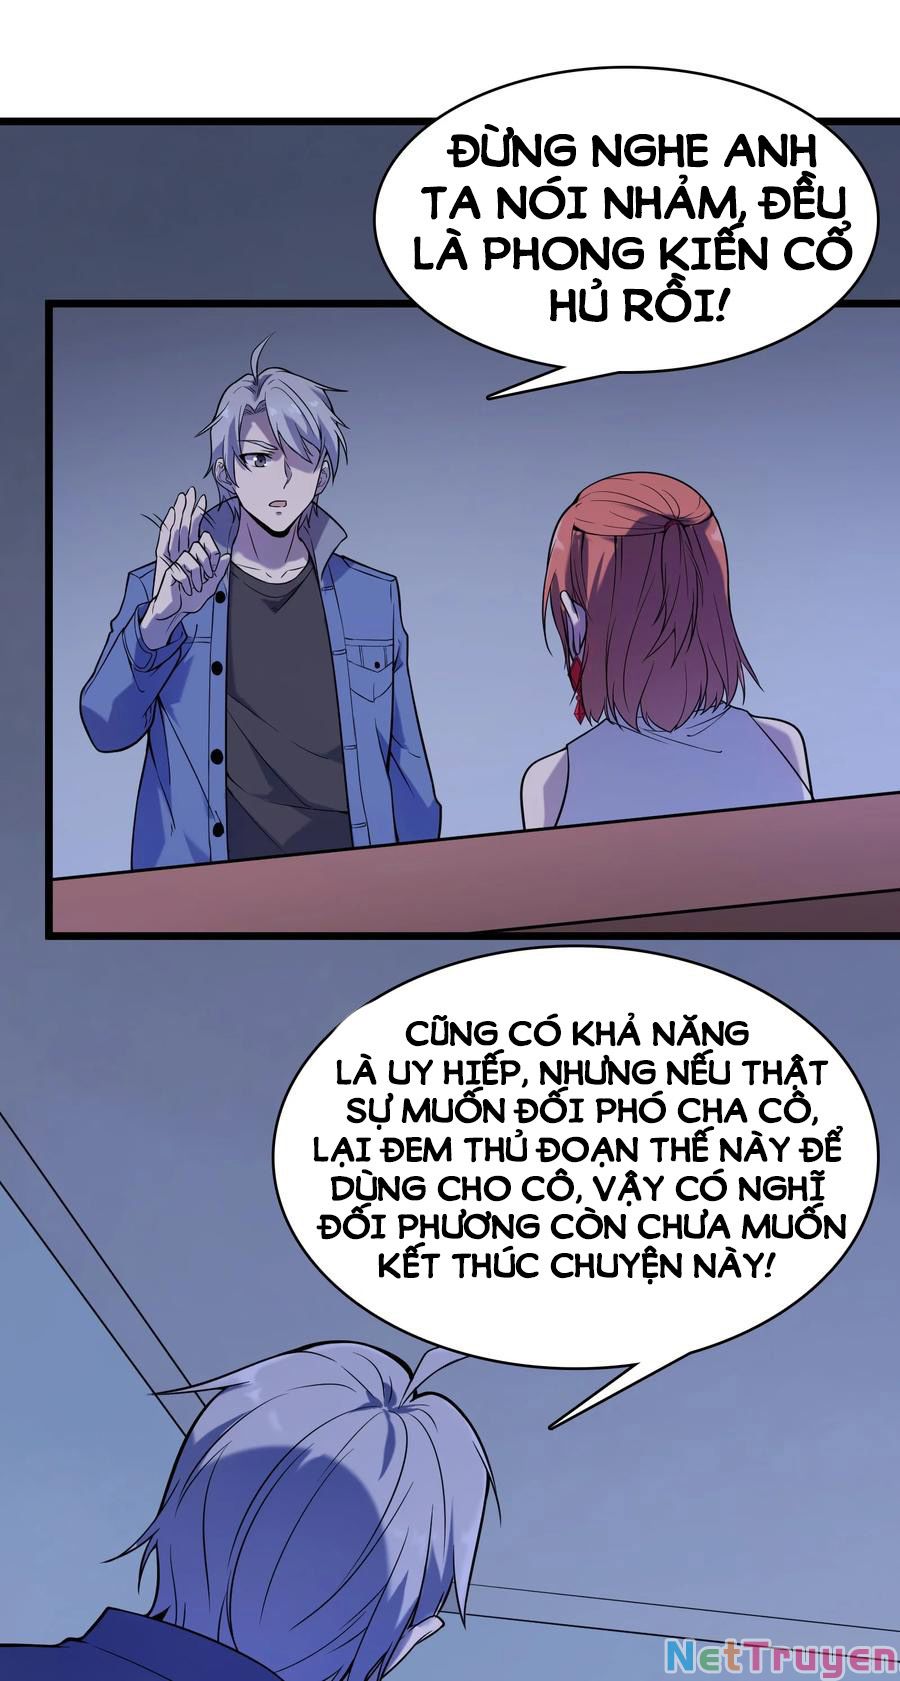 ĐỪNG NGHE ANH
TA NÓI NHẢM, ĐỀU
LÀ PHONG KIẾN CỔ
HỦ RỒI!
CŨNG CÓ KHẢ NĂNG
LÀ UY HIẾP, NHƯNG NẾU THẬT
SỰ MUỐN ĐỐI PHÓ CHA CÔ,
LẠI ĐEM THỦ ĐOẠN THẾ NÀY ĐỂ
DÙNG CHO CÔ, VẬY CÓ NGHĨ
ĐỐI PHƯƠNG CÒN CHƯA MUỐN
KẾT THÚC CHUYỆN NÀY!
NETTRUYEN